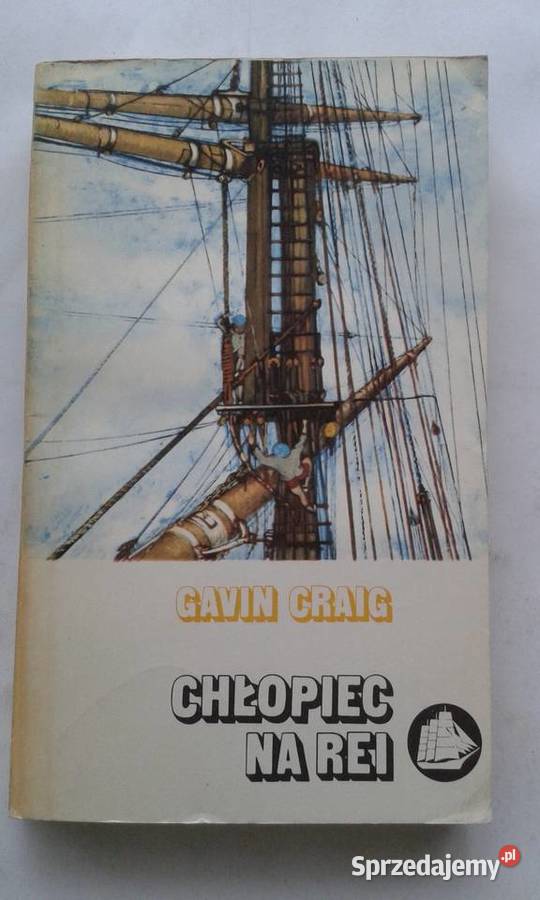 GAVIN CRAIG
CHŁOPIEC
NA REI
Sprzedajemy.pl